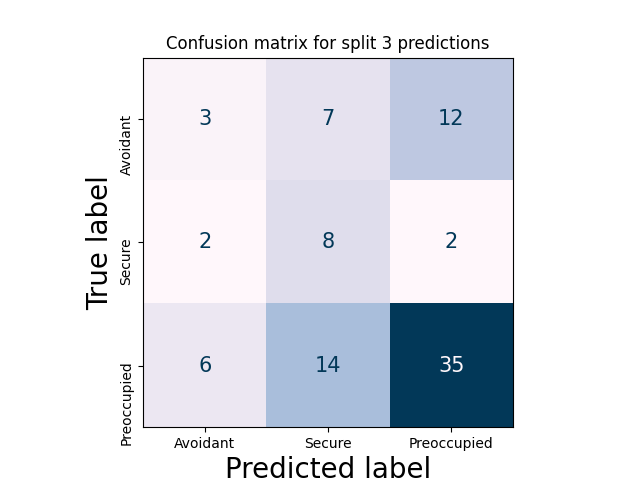 Confusion matrix for split 3 predictions
True label
Avoidant
3 7 12
Secure
2 8 2
Preoccupied
6 14 35
Avoidant Secure Preoccupied
Predicted label